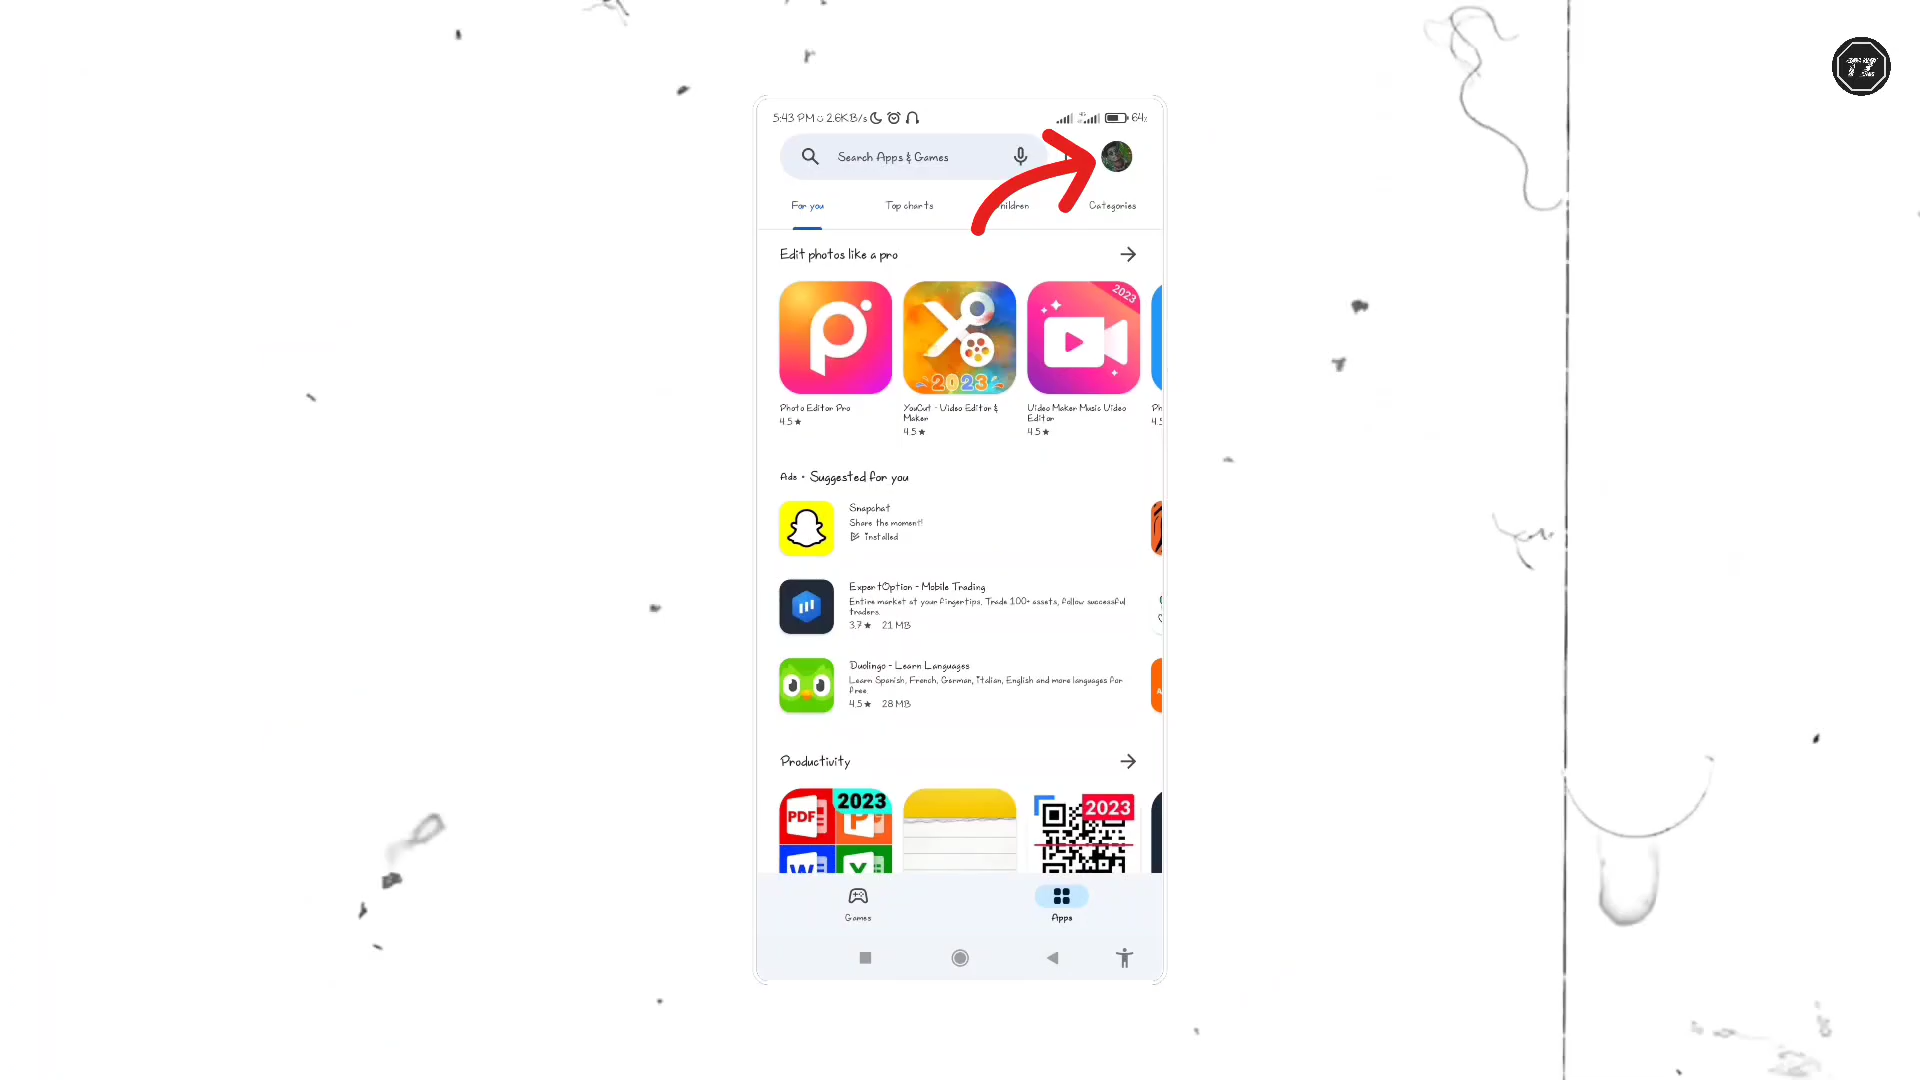 5:43 PM 2.6KB/s 64%
Search Apps & Games
For you Top charts Children Categories
Edit photos like a pro
2023
2023
Photo Editor Pro
4.5★
YouCut - Video Editor &
Maker
4.5★
Video Maker Music Video
Editor
4.5★
Ph
4.5
Ads • Suggested for you
Snapchat
Share the moment!
Installed
ExpertOption - Mobile Trading
Entire market at your fingertips. Trade 100+ assets, follow successful
traders.
3.7★ 21 MB
Duolingo - Learn Languages
Learn Spanish, French, German, Italian, English and more languages for
free
4.5★ 28 MB
Productivity
PDF 2023 P
W X
2023
Games Apps